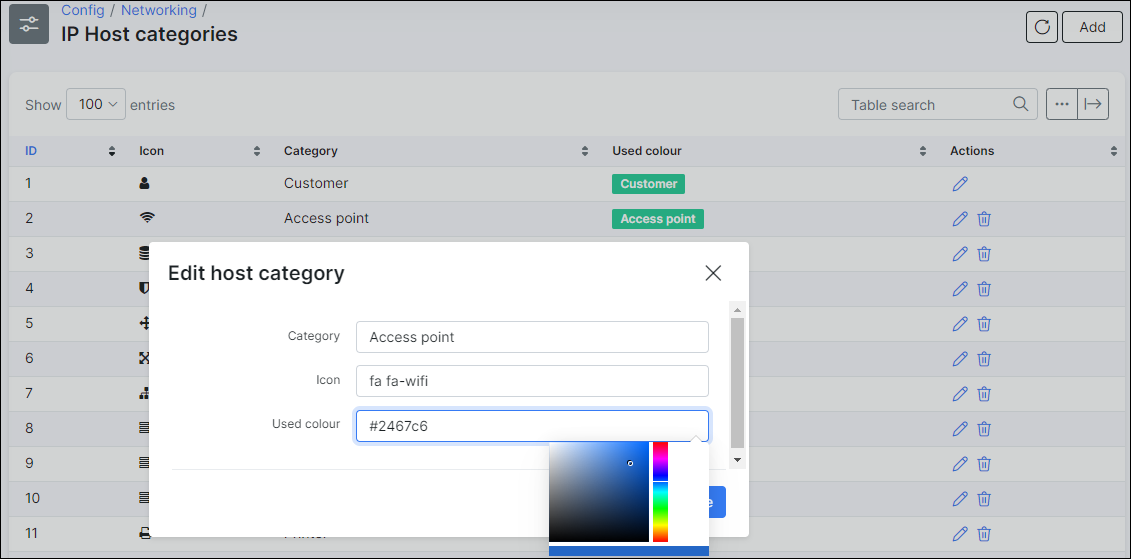 Config / Networking /
IP Host categories
Add
Show 100 entries
Table search
ID Icon Category Used colour Actions
1 Customer Customer
2 Access point Access point
3
4
5
6
7
8
9
10
11
Edit host category
Category Access point
Icon fa fa-wifi
Used colour #2467c6